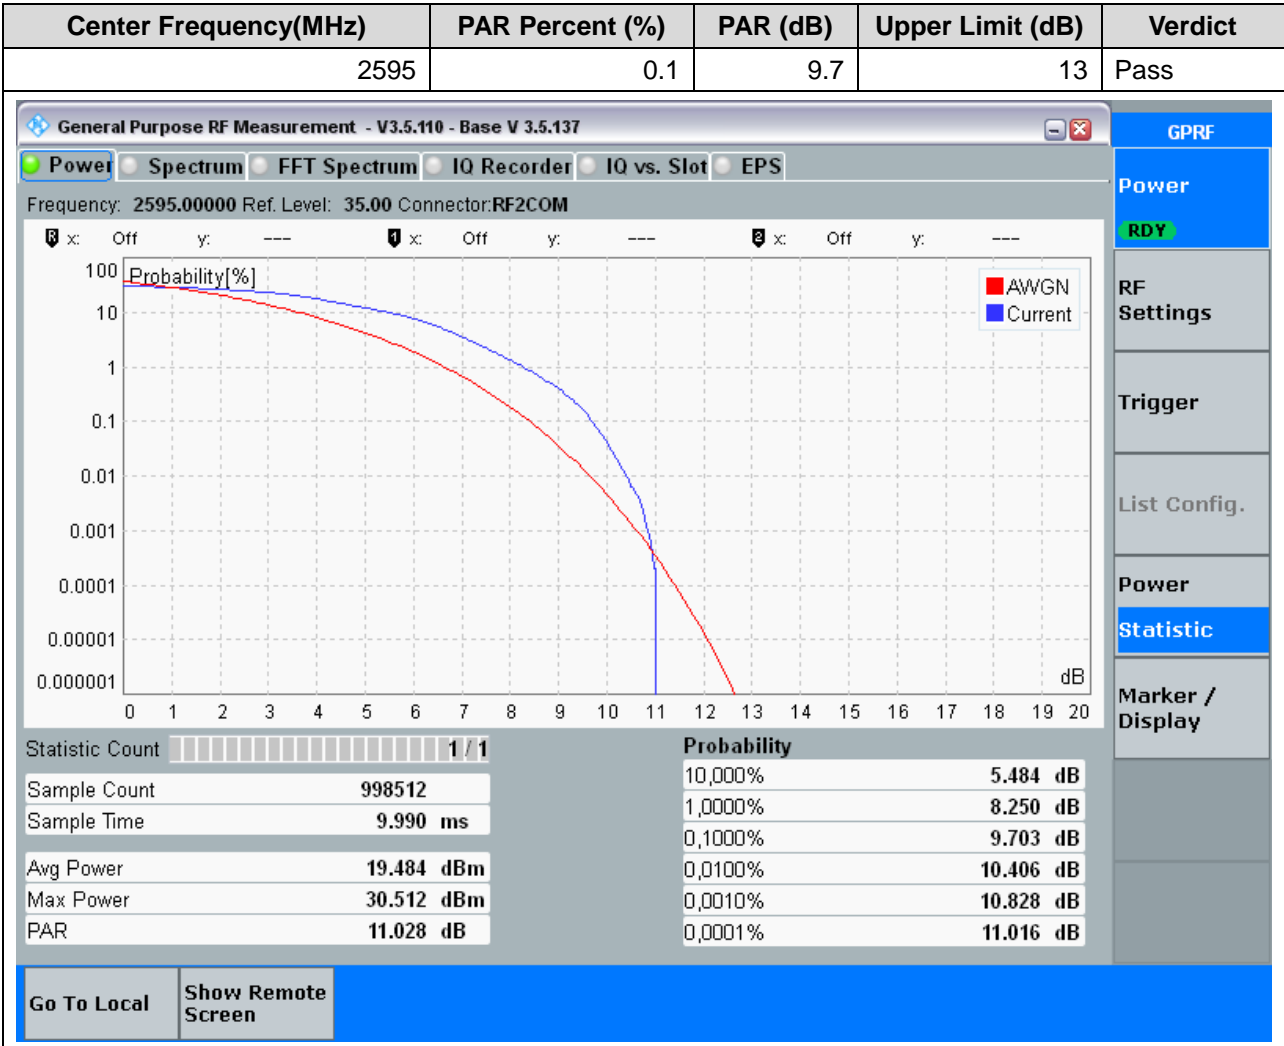 Center Frequency(MHz) PAR Percent (%) PAR (dB) Upper Limit (dB) Verdict
2595 0.1 9.7 13 Pass
General Purpose RF Measurement - V3.5.110 - Base V 3.5.137
GPRF
Power Spectrum FFT Spectrum IQ Recorder IQ vs. Slot EPS
Power
RDY
Frequency: 2595.00000 Ref. Level: 35.00 Connector:RF2COM
R x: Off y: --- 1 x: Off y: --- 2 x: Off y: ---
Probability[%]
AWGN
Current
100
10
1
0.1
0.01
0.001
0.0001
0.00001
0.000001
dB
0 1 2 3 4 5 6 7 8 9 10 11 12 13 14 15 16 17 18 19 20
RF
Settings
Trigger
List Config.
Power
Statistic
Marker /
Display
Statistic Count 1 / 1
Sample Count 998512
Sample Time 9.990 ms
Avg Power 19.484 dBm
Max Power 30.512 dBm
PAR 11.028 dB
Probability
10,000% 5.484 dB
1,0000% 8.250 dB
0,1000% 9.703 dB
0,0100% 10.406 dB
0,0010% 10.828 dB
0,0001% 11.016 dB
Go To Local
Show Remote
Screen